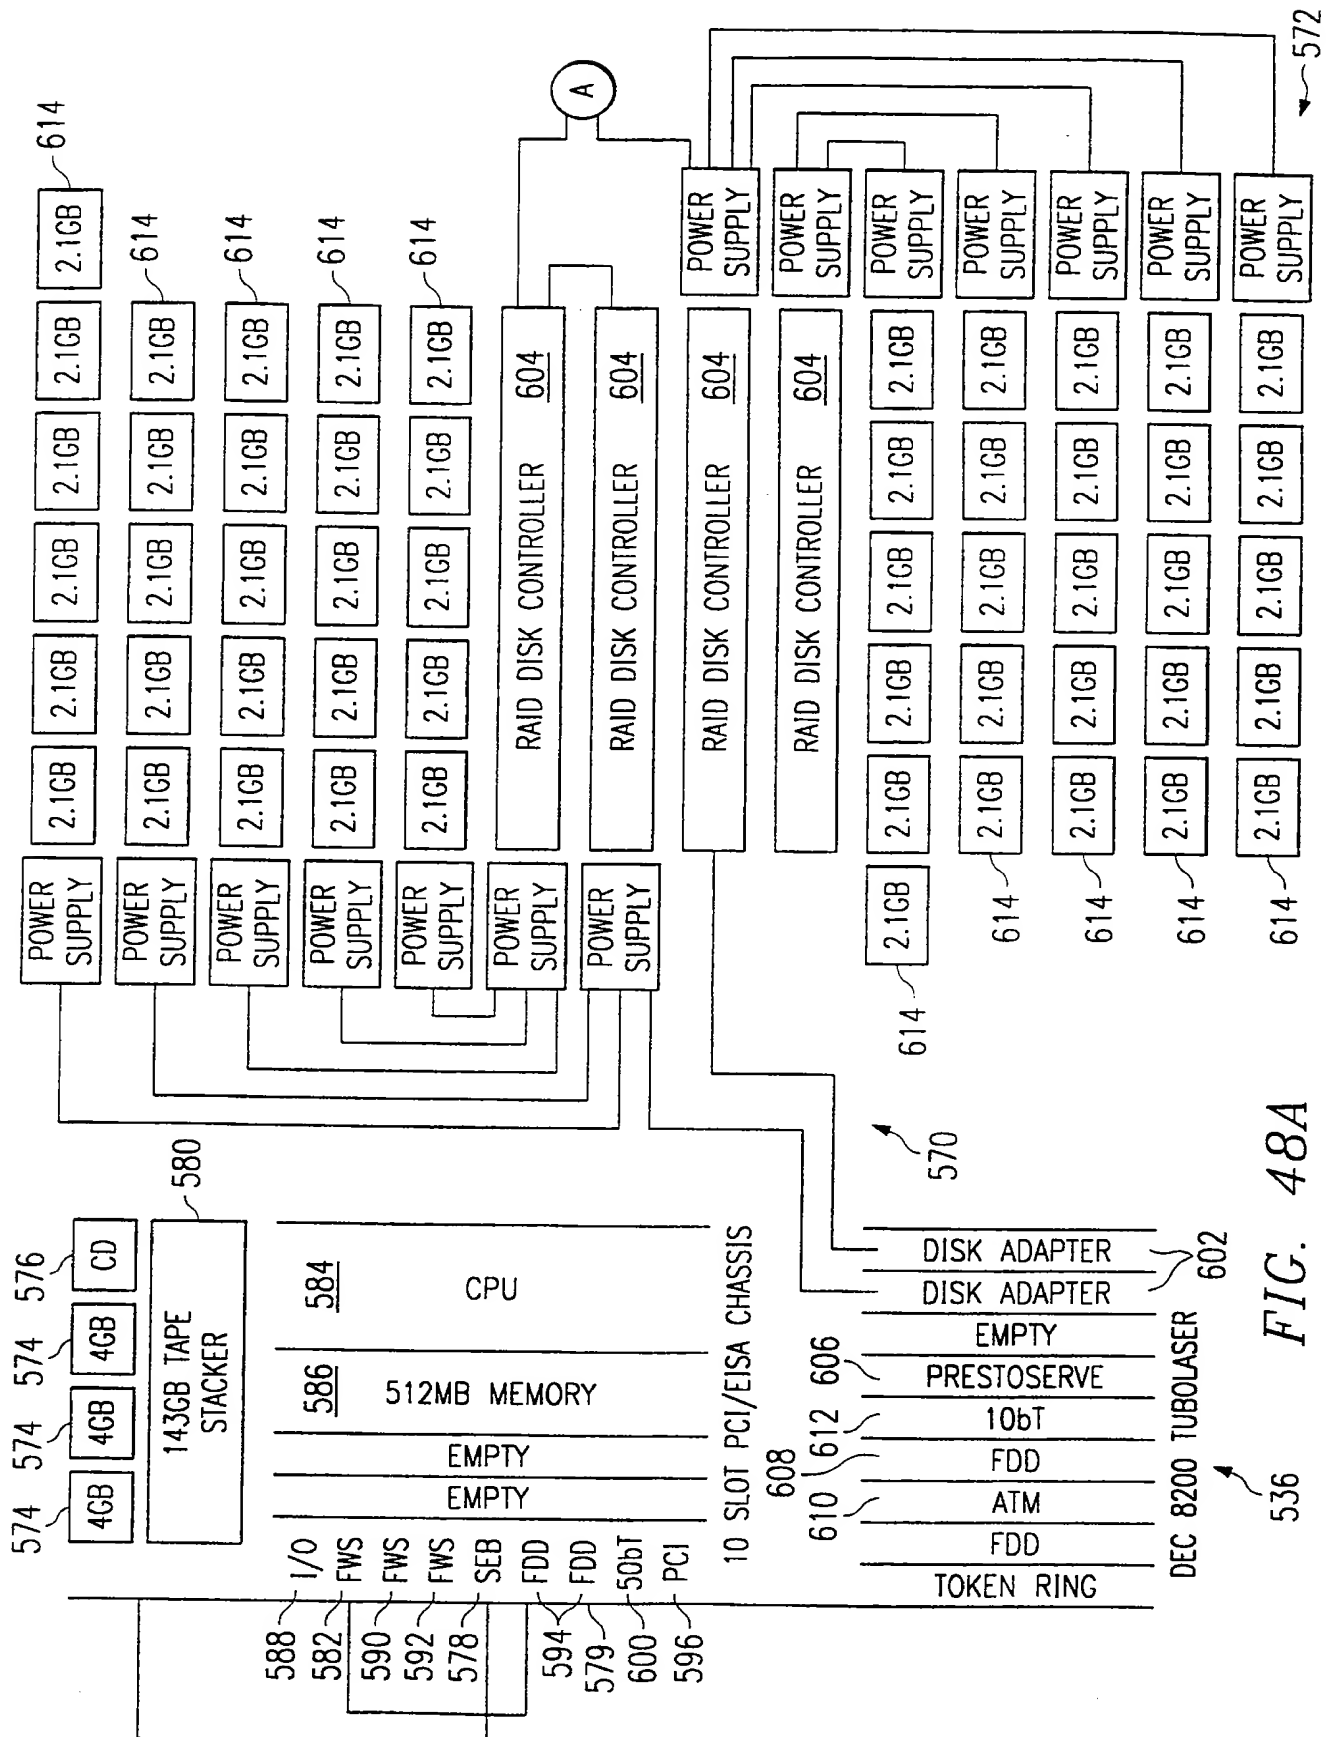 574
574
574
576
4GB
4GB
4GB
CD
143GB TAPE
STACKER
580
588
I/O
582
FWS
590
FWS
592
FWS
578
SEB
594
FDD
FDD
579
600
50bT
596
PCI
EMPTY
EMPTY
586
512MB MEMORY
584
CPU
10 SLOT PCI/EISA CHASSIS
TOKEN RING
FDD
610
ATM
608
FDD
612
10bT
606
PRESTOSERVE
EMPTY
DISK ADAPTER
DISK ADAPTER
602
DEC 8200 TUBOLASER
536
570
POWER
SUPPLY
2.1GB
2.1GB
2.1GB
2.1GB
2.1GB
2.1GB
614
POWER
SUPPLY
2.1GB
2.1GB
2.1GB
2.1GB
2.1GB
614
POWER
SUPPLY
2.1GB
2.1GB
2.1GB
2.1GB
2.1GB
614
POWER
SUPPLY
2.1GB
2.1GB
2.1GB
2.1GB
2.1GB
614
POWER
SUPPLY
2.1GB
2.1GB
2.1GB
2.1GB
2.1GB
614
POWER
SUPPLY
RAID DISK CONTROLLER 604
A
POWER
SUPPLY
RAID DISK CONTROLLER 604
RAID DISK CONTROLLER 604
POWER
SUPPLY
RAID DISK CONTROLLER 604
POWER
SUPPLY
614
2.1GB
2.1GB
2.1GB
2.1GB
2.1GB
2.1GB
POWER
SUPPLY
614
2.1GB
2.1GB
2.1GB
2.1GB
2.1GB
POWER
SUPPLY
614
2.1GB
2.1GB
2.1GB
2.1GB
2.1GB
POWER
SUPPLY
614
2.1GB
2.1GB
2.1GB
2.1GB
2.1GB
POWER
SUPPLY
614
2.1GB
2.1GB
2.1GB
2.1GB
2.1GB
POWER
SUPPLY
572
FIG. 48A